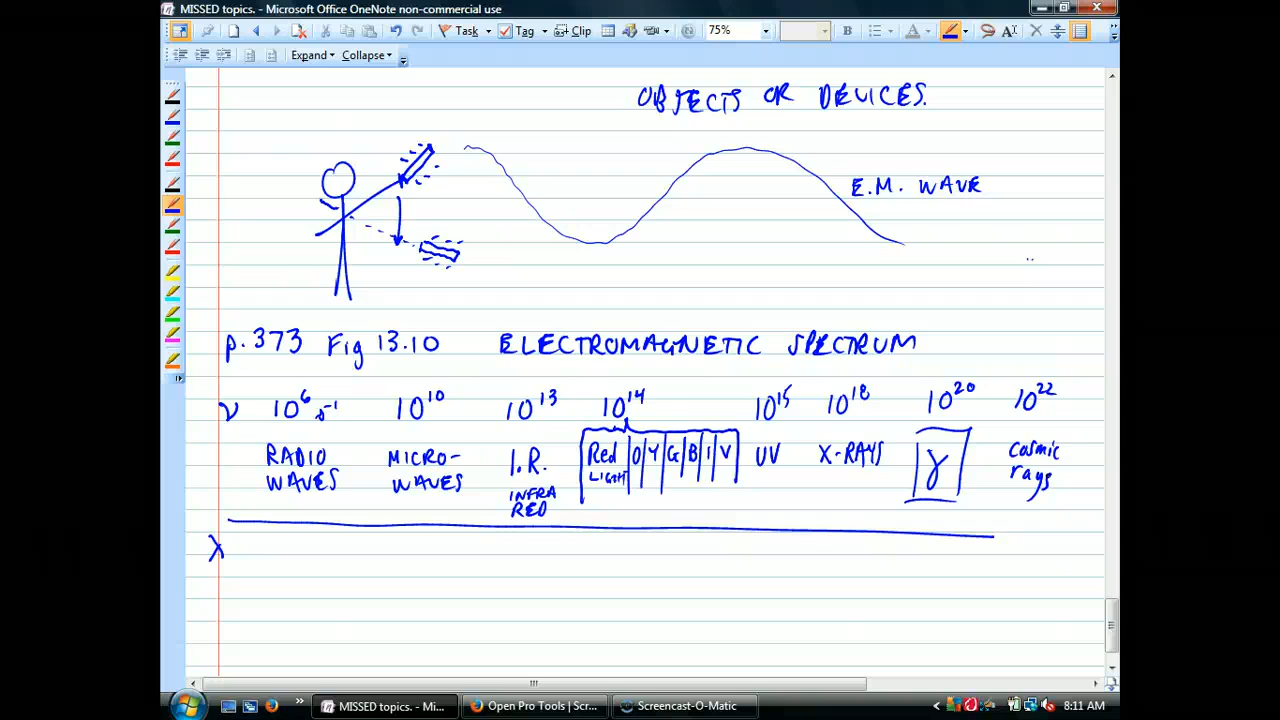 MISSED topics. - Microsoft Office OneNote non-commercial use
Task Tag Clip 75% B A
Expand Collapse
OBJECTS OR DEVICES.
E.M. WAVE
p. 373 Fig 13.10 ELECTROMAGNETIC SPECTRUM
ν 10⁶ s⁻¹ 10¹⁰ 10¹³ 10¹⁴ 10¹⁵ 10¹⁸ 10²⁰ 10²²
RADIO MICRO- I.R. Red O Y G B I V UV X-RAYS γ cosmic
WAVES WAVES INFRA LIGHT rays
RED
λ
MISSED topics. - Mi... Open Pro Tools | Scr... Screencast-O-Matic 8:11 AM